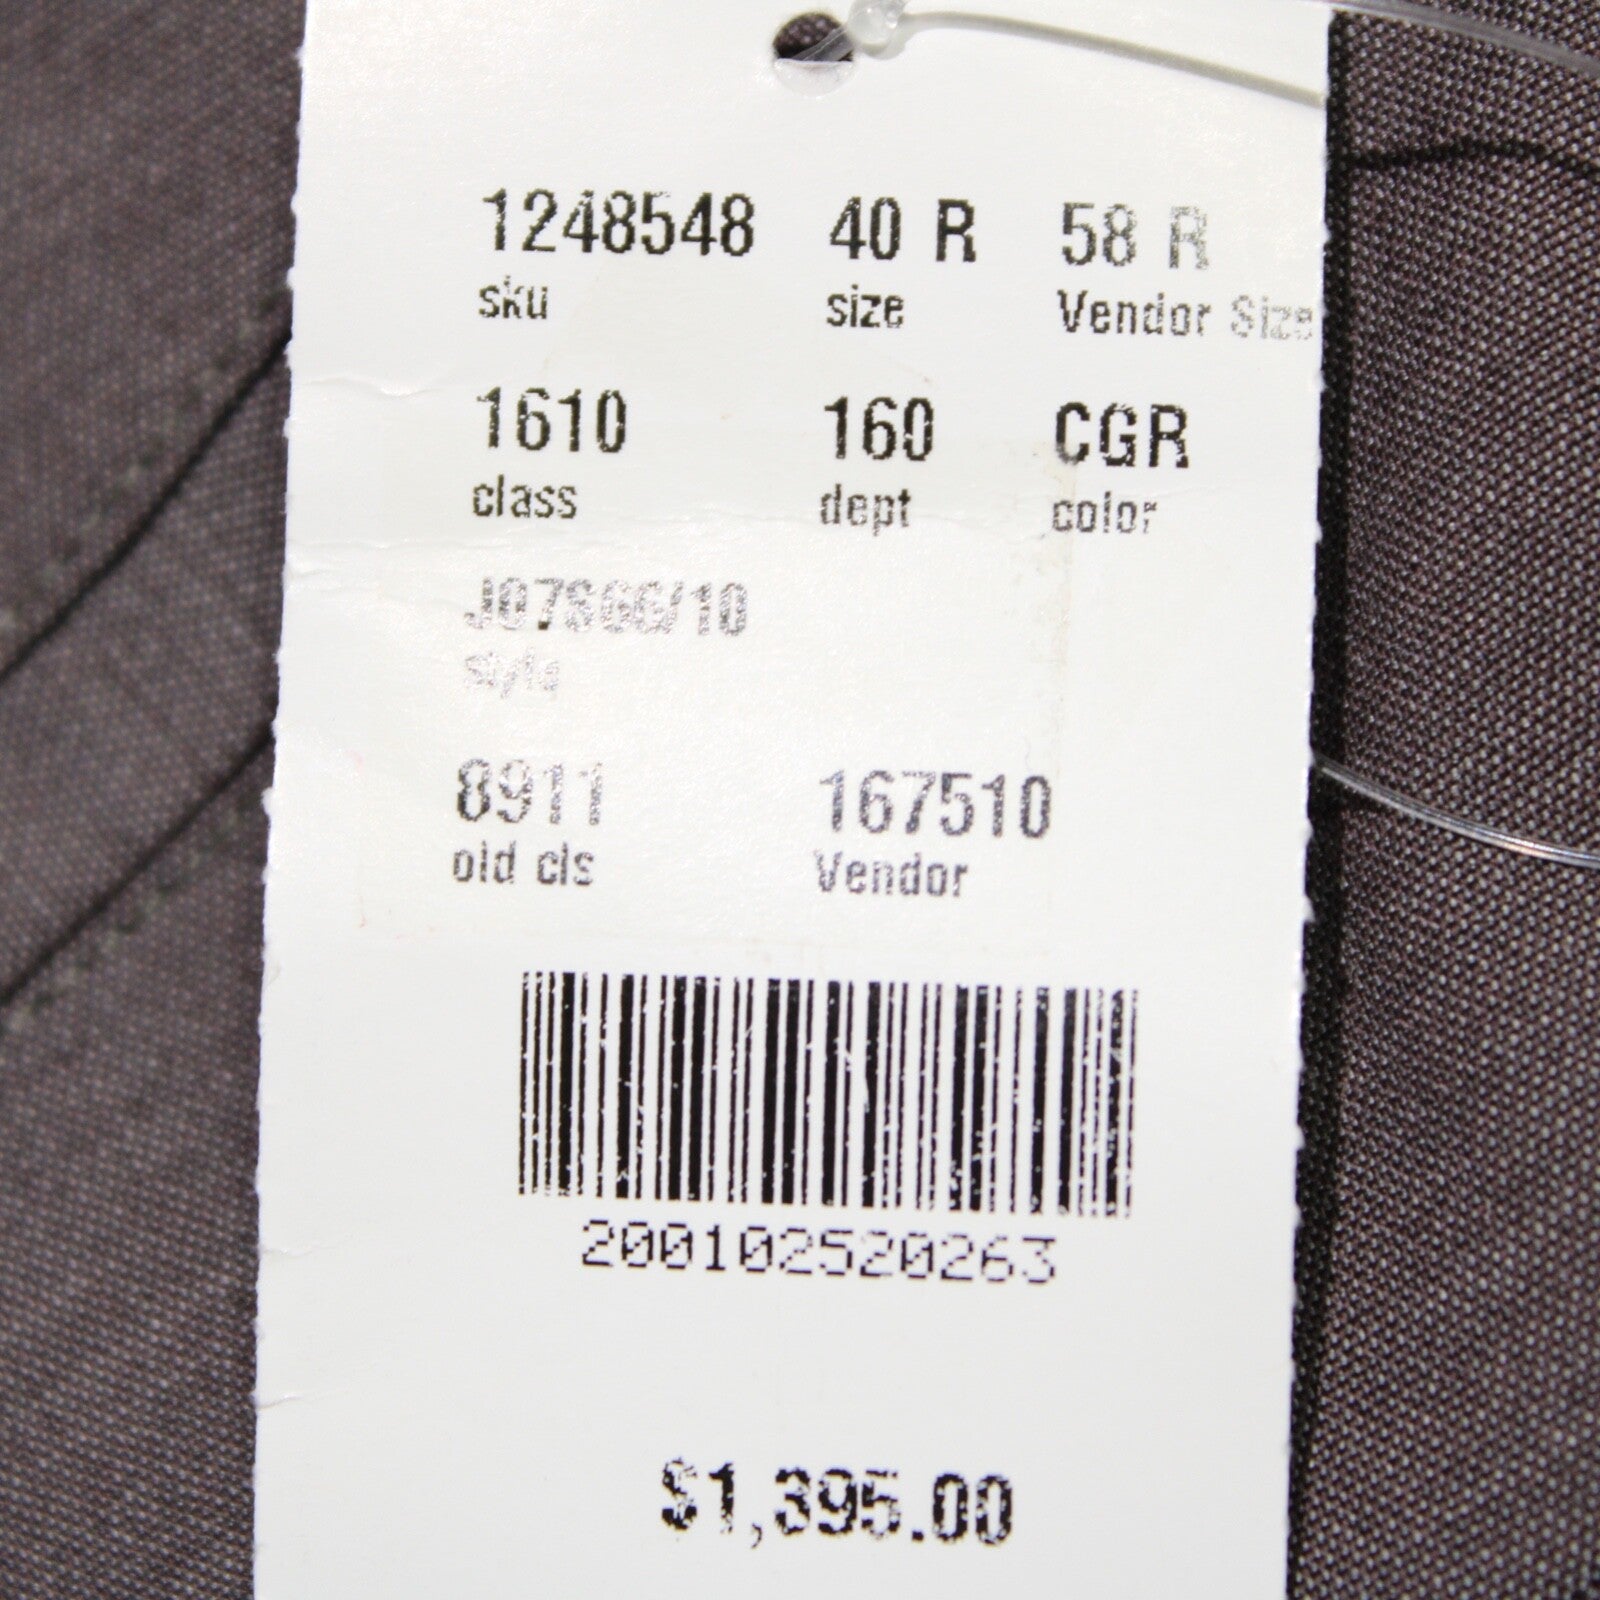 1248548 40 R 58 R
sku size Vendor Size
1610 160 CGR
class dept color
style
8911 167510
old cls Vendor
200102520263
$1,395.00